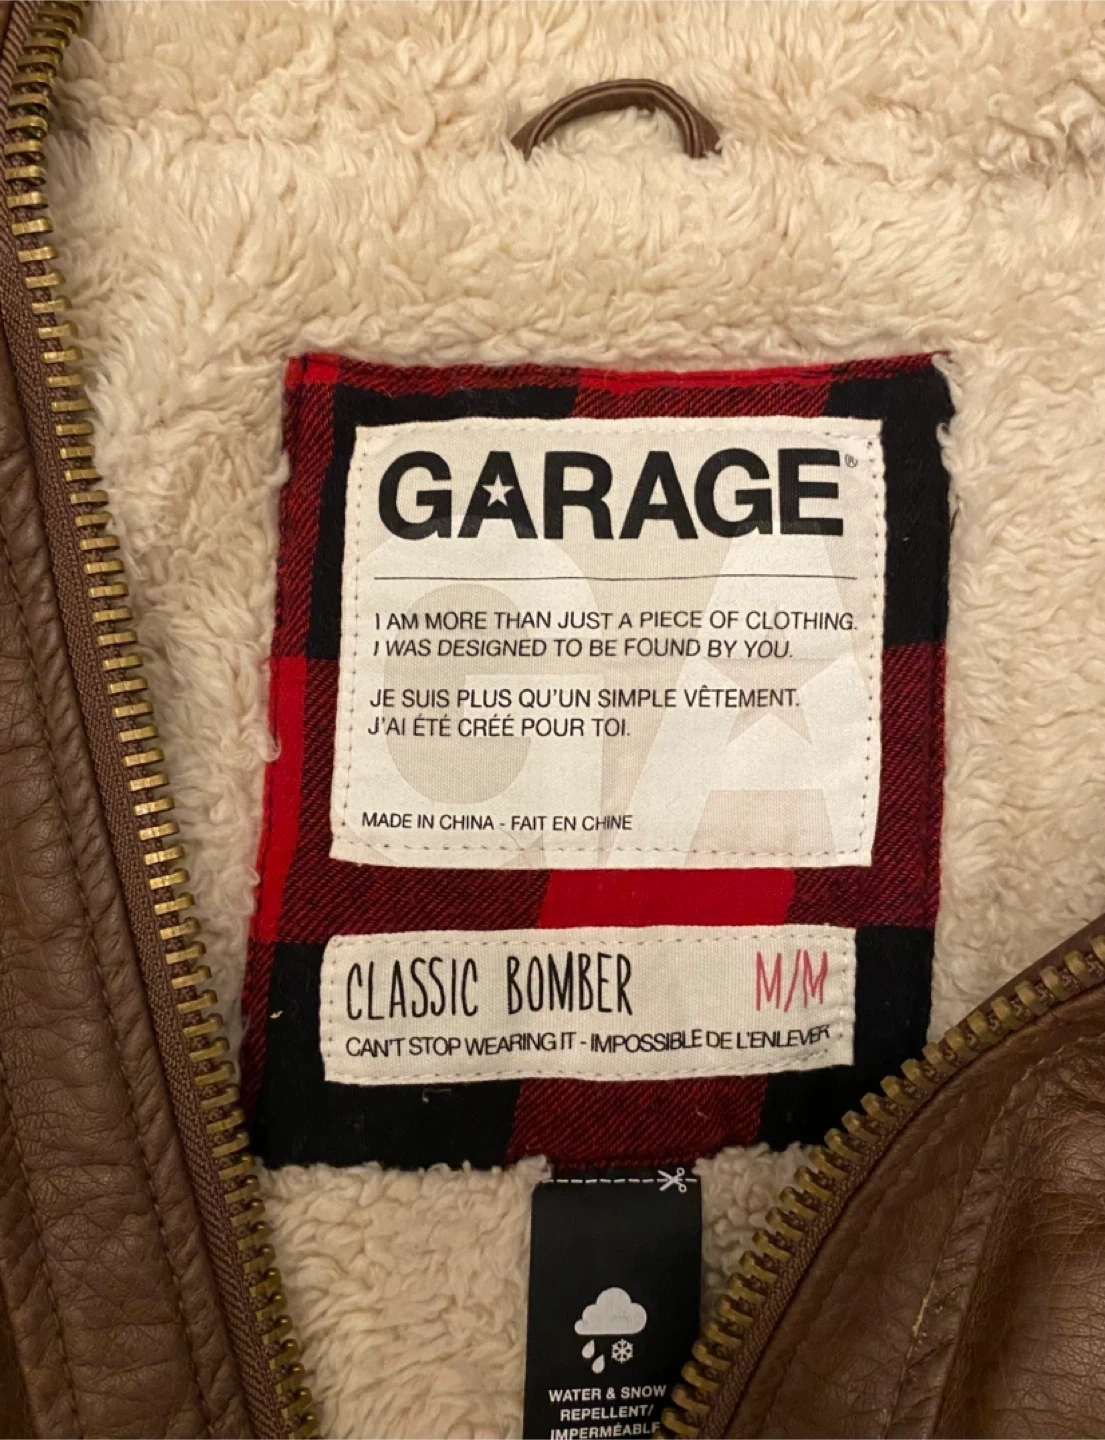 GARAGE®
I AM MORE THAN JUST A PIECE OF CLOTHING.
I WAS DESIGNED TO BE FOUND BY YOU.
JE SUIS PLUS QU'UN SIMPLE VÊTEMENT.
J'AI ÉTÉ CRÉÉ POUR TOI.
MADE IN CHINA - FAIT EN CHINE
CLASSIC BOMBER M/M
CAN'T STOP WEARING IT - IMPOSSIBLE DE L'ENLEVER
WATER & SNOW
REPELLENT/
IMPERMÉABLE